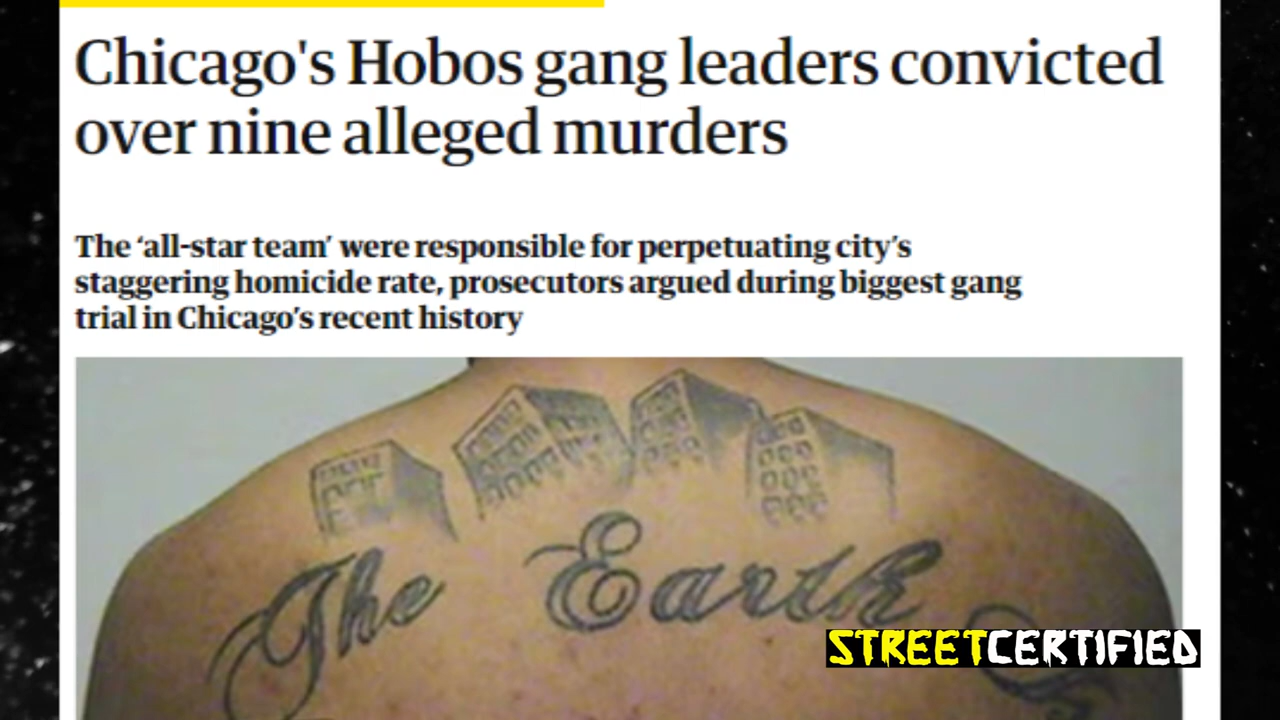 Chicago's Hobos gang leaders convicted
over nine alleged murders
The ‘all-star team’ were responsible for perpetuating city’s
staggering homicide rate, prosecutors argued during biggest gang
trial in Chicago’s recent history
The Earth
STREETCERTIFIED